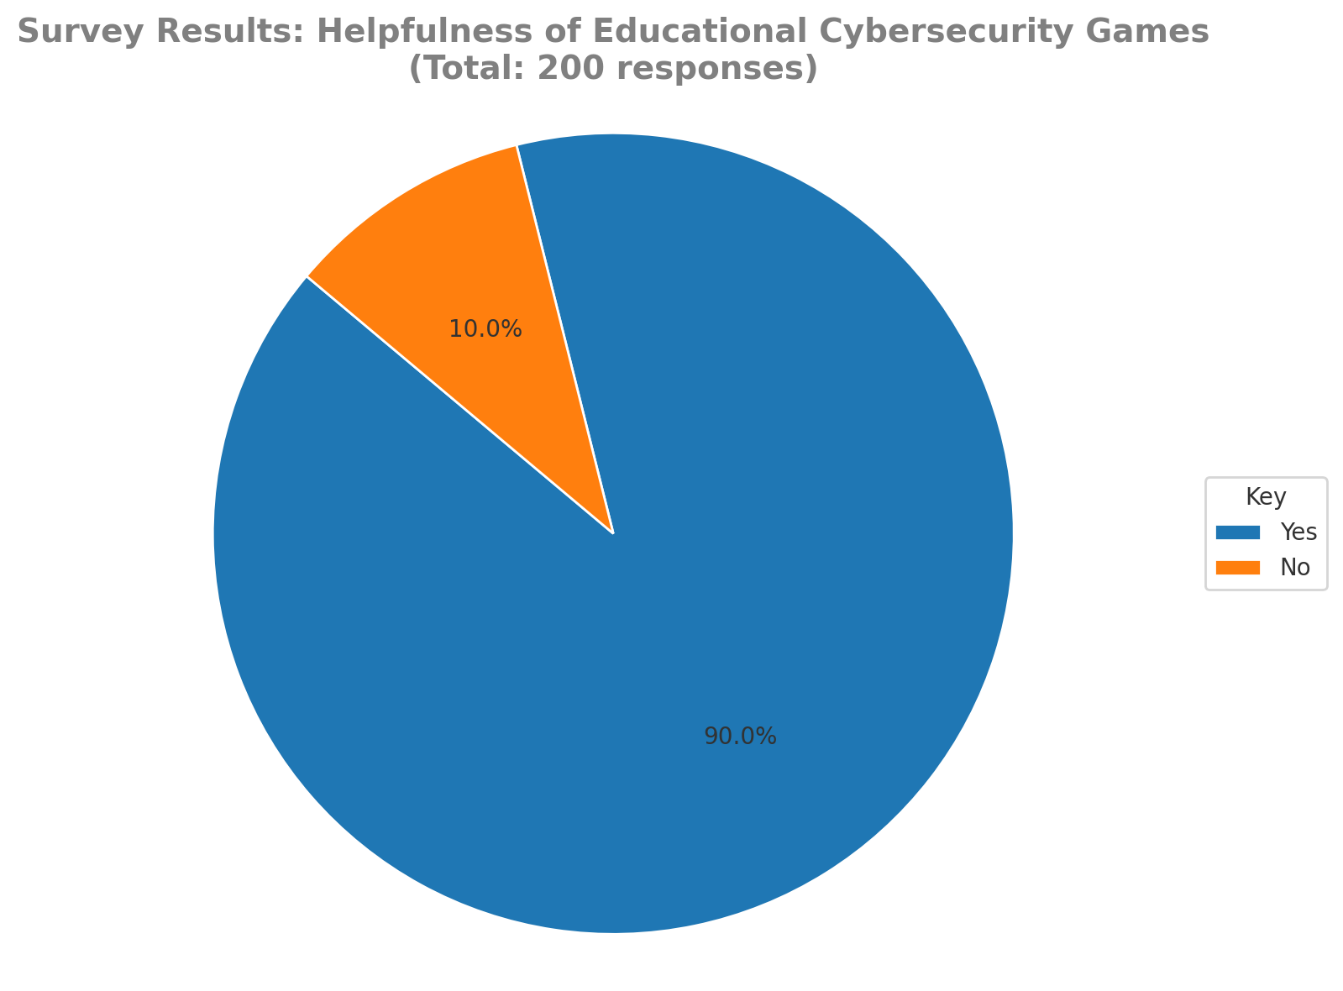 Survey Results: Helpfulness of Educational Cybersecurity Games
(Total: 200 responses)
10.0%
Key
Yes
No
90.0%